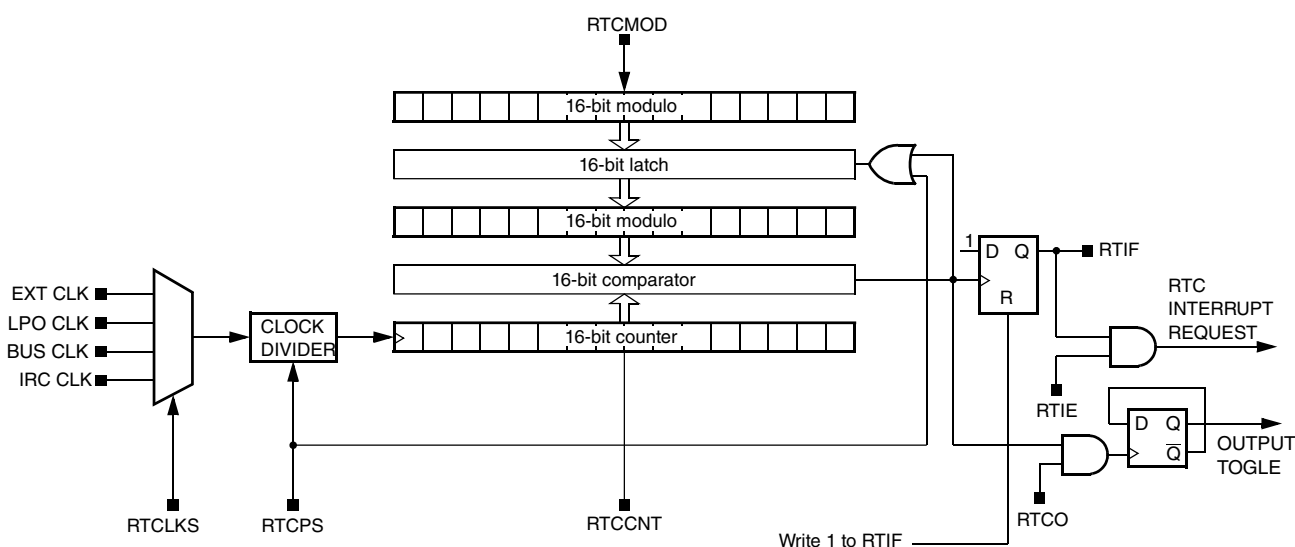 RTCMOD
16-bit modulo
16-bit latch
16-bit modulo
16-bit comparator
16-bit counter
EXT CLK
LPO CLK
BUS CLK
IRC CLK
CLOCK
DIVIDER
1
D Q
R
RTIF
RTC
INTERRUPT
REQUEST
RTIE
D Q
Q
OUTPUT
TOGLE
RTCLKS
RTCPS
RTCCNT
RTCO
Write 1 to RTIF